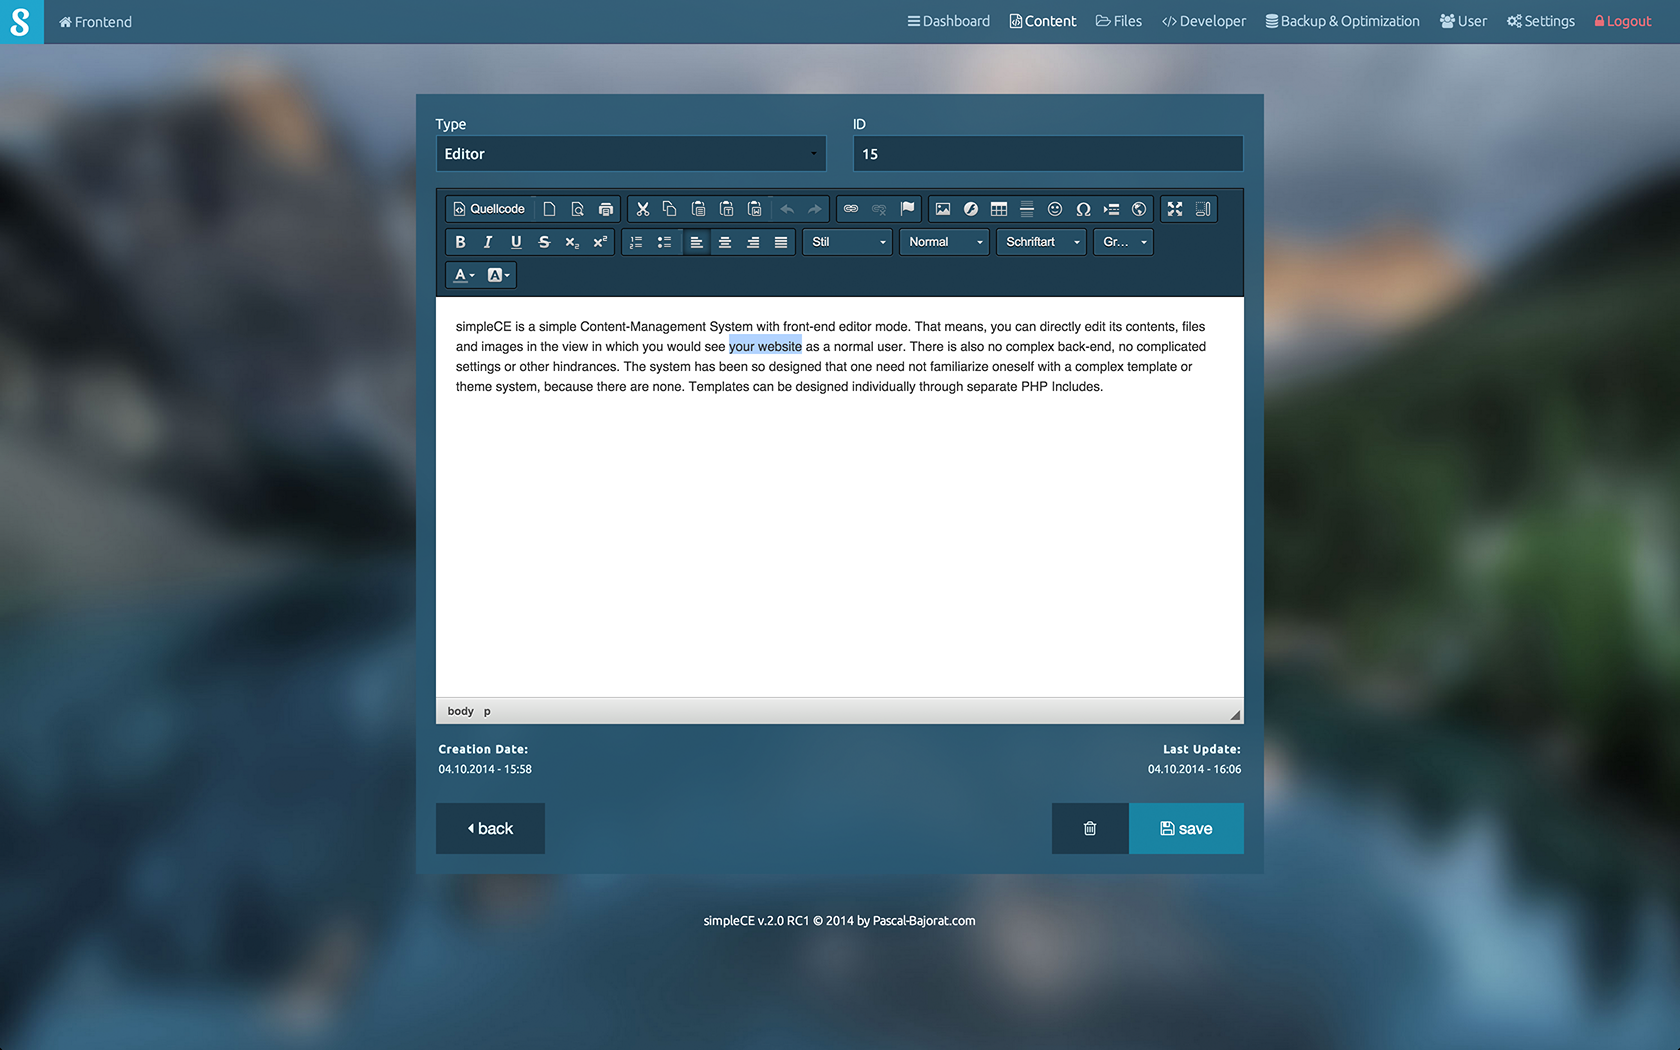 S Frontend Dashboard Content Files Developer Backup & Optimization User Settings Logout
Type ID
Editor 15
Quellcode
B I U S x₂ x² Stil Normal Schriftart Gr...
A A
simpleCE is a simple Content-Management System with front-end editor mode. That means, you can directly edit its contents, files
and images in the view in which you would see your website as a normal user. There is also no complex back-end, no complicated
settings or other hindrances. The system has been so designed that one need not familiarize oneself with a complex template or
theme system, because there are none. Templates can be designed individually through separate PHP Includes.
body p
Creation Date: Last Update:
04.10.2014 - 15:58 04.10.2014 - 16:06
back save
simpleCE v.2.0 RC1 © 2014 by Pascal-Bajorat.com